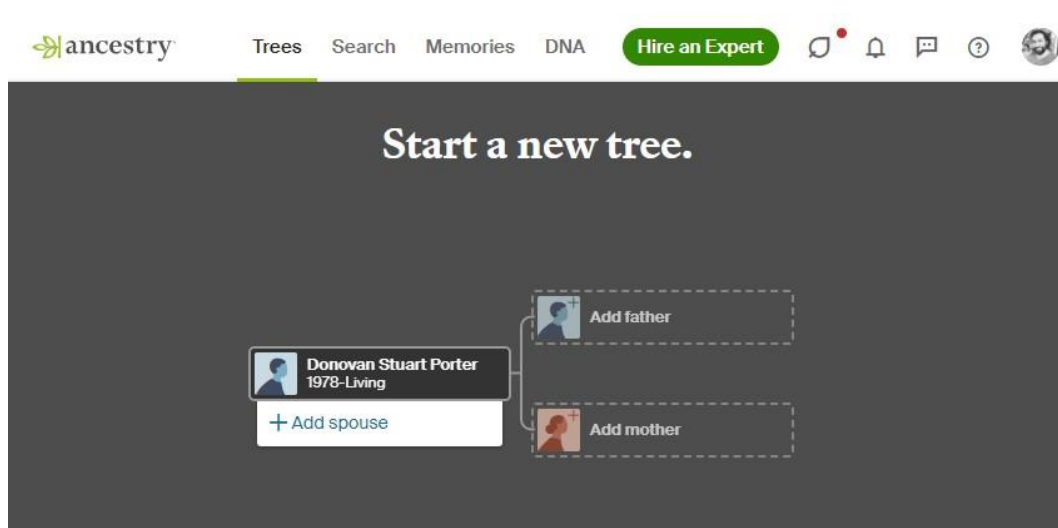 ancestry
Trees Search Memories DNA Hire an Expert
Start a new tree.
Add father
Donovan Stuart Porter
1978-Living
+ Add spouse
Add mother